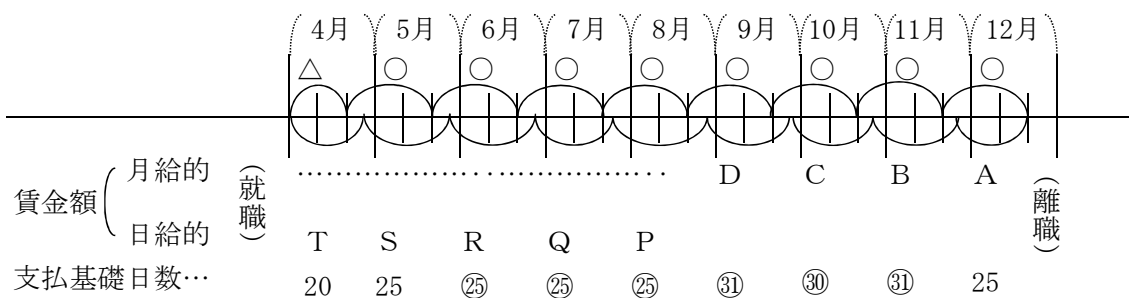 4月 5月 6月 7月 8月 9月 10月 11月 12月
△ ○ ○ ○ ○ ○ ○ ○ ○
賃金額
月給的 (就職) ………………………… D C B A (離職)
日給的 T S R Q P
支払基礎日数… 20 25 ㉕ ㉕ ㉕ ㉛ ㉚ ㉛ 25